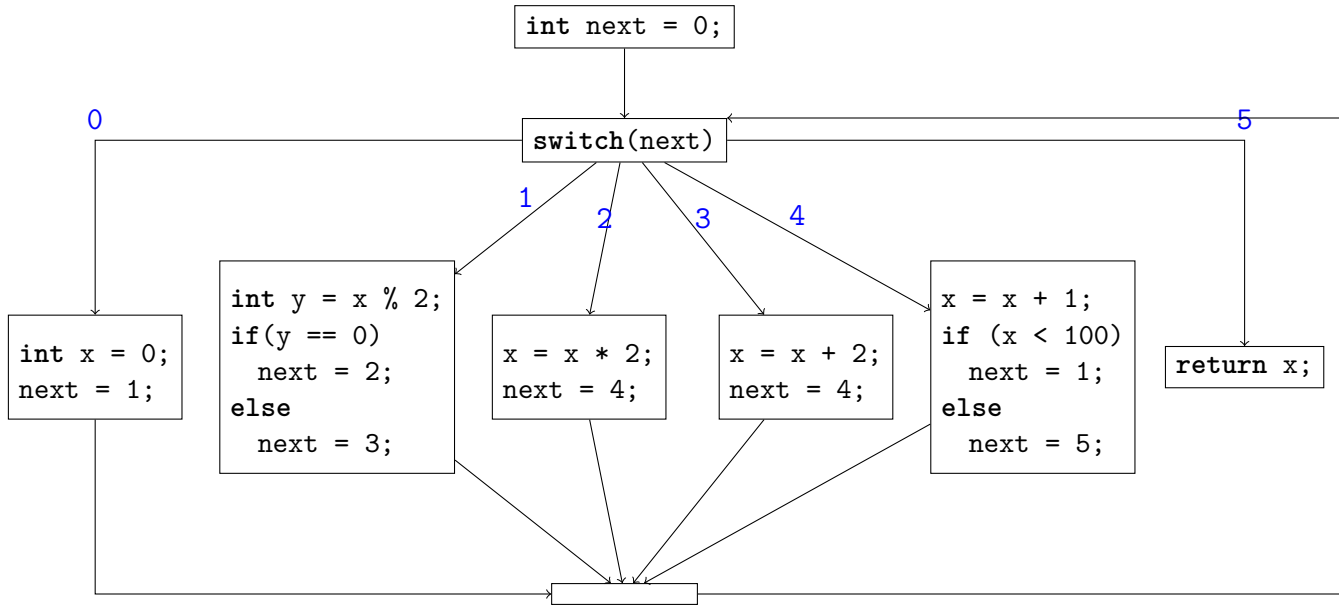 int next = 0;
0
5
switch(next)
1
2
3
4
int x = 0;
next = 1;
int y = x % 2;
if(y == 0)
next = 2;
else
next = 3;
x = x * 2;
next = 4;
x = x + 2;
next = 4;
x = x + 1;
if (x < 100)
next = 1;
else
next = 5;
return x;